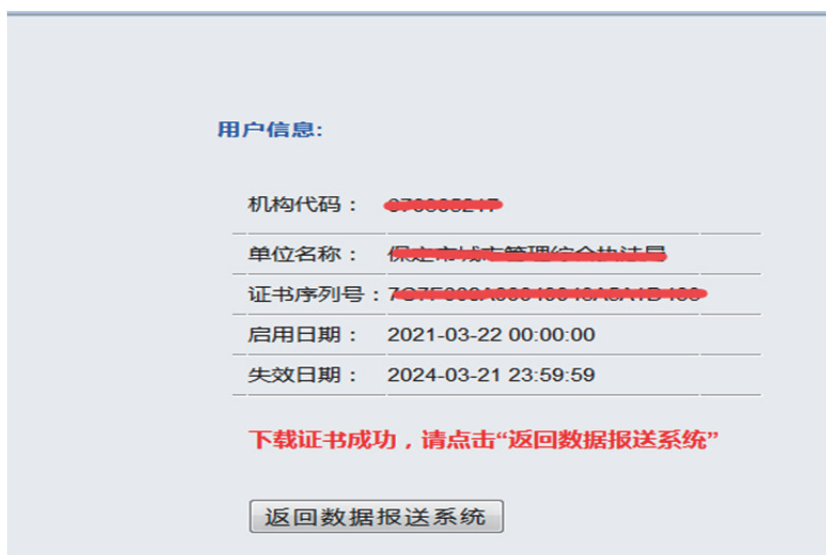 用户信息:
机构代码：
单位名称：
证书序列号：
启用日期： 2021-03-22 00:00:00
失效日期： 2024-03-21 23:59:59
下载证书成功，请点击“返回数据报送系统”
返回数据报送系统